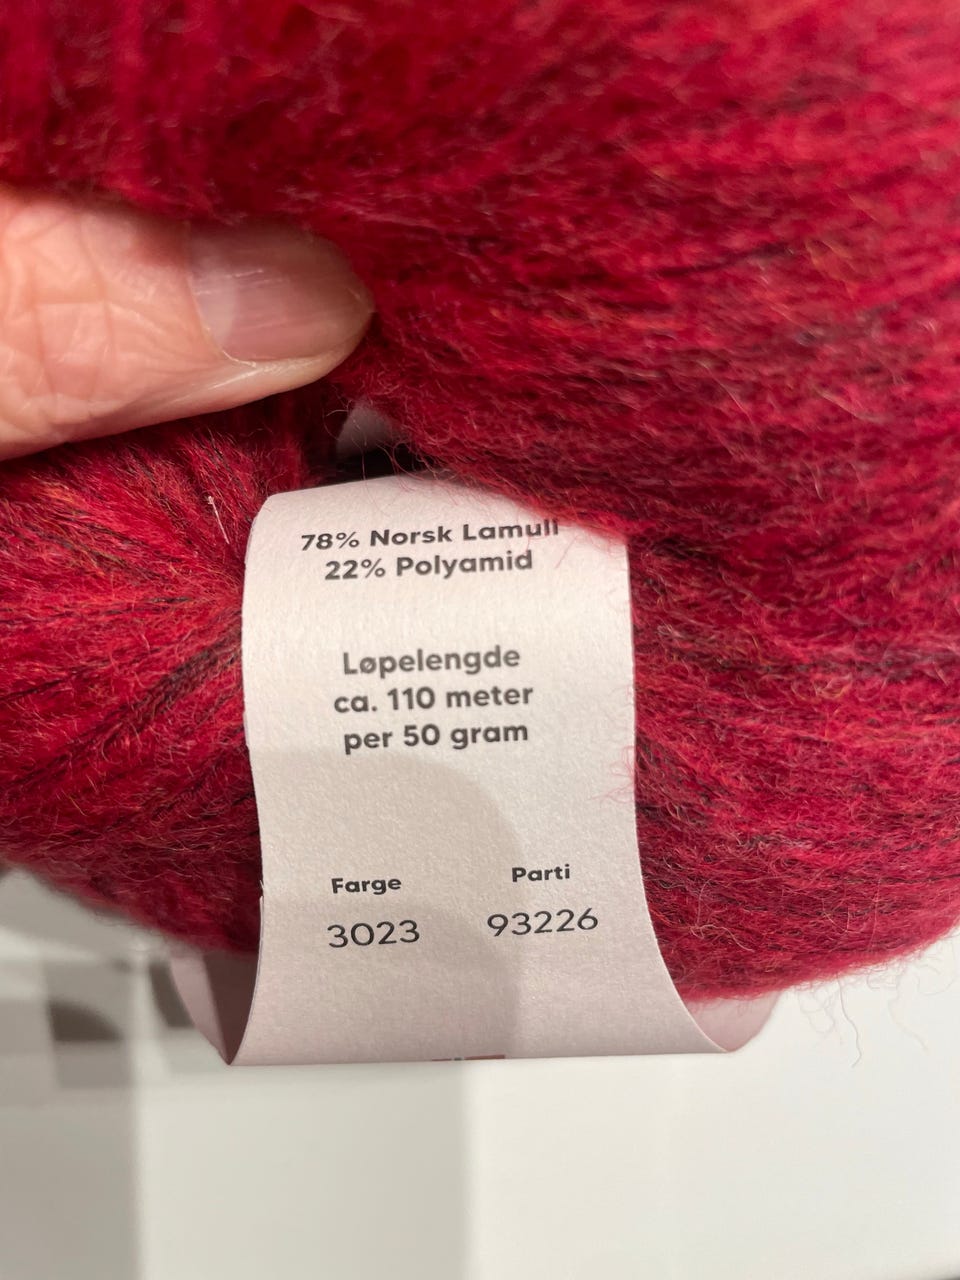 78% Norsk Lamull
22% Polyamid
Løpelengde
ca. 110 meter
per 50 gram
Farge
3023
Parti
93226